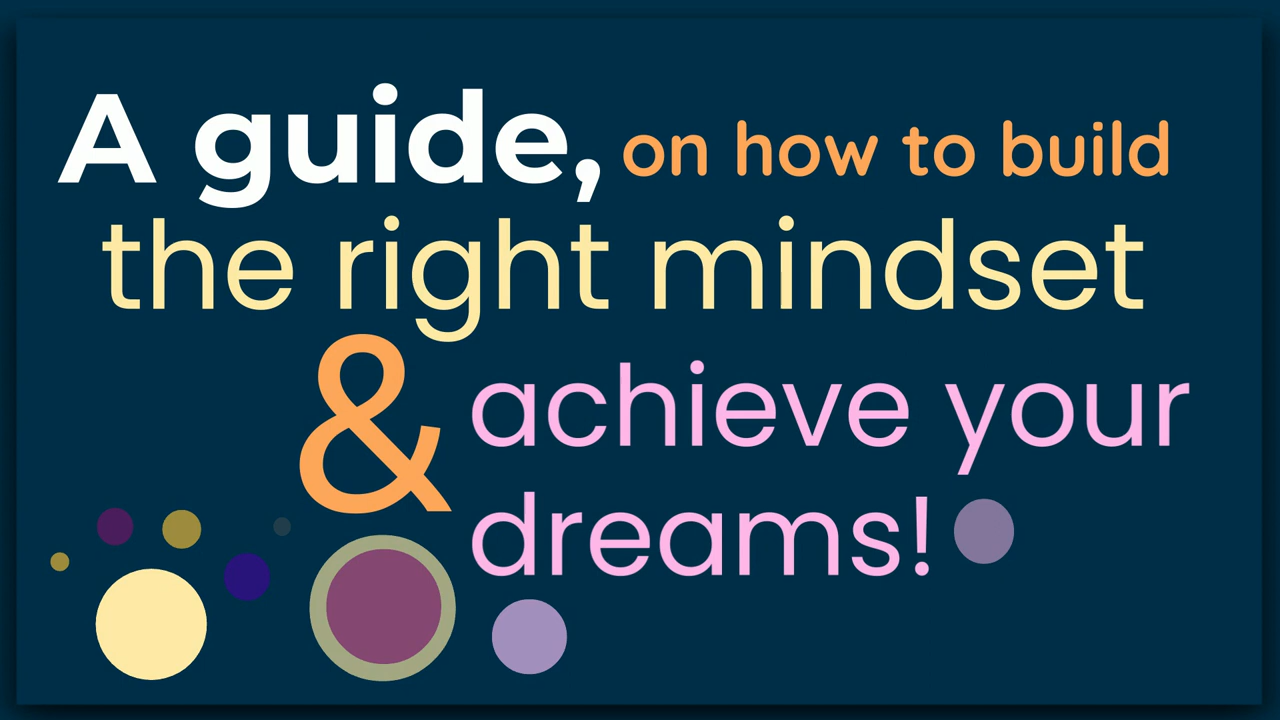 A guide, on how to build
the right mindset
& achieve your
dreams!